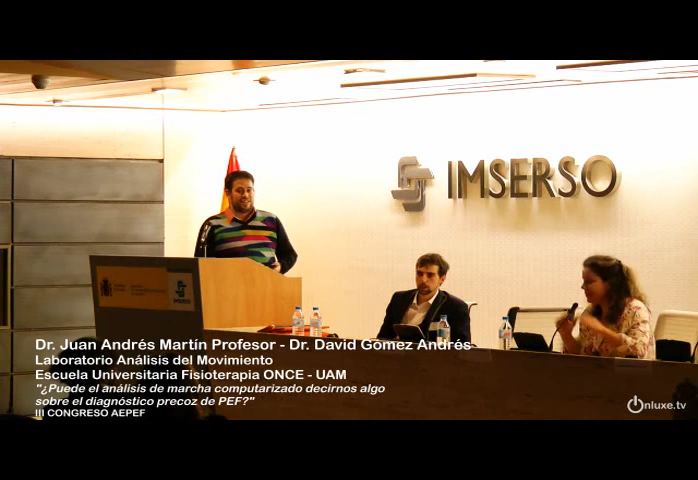 IMSERSO
IMSERSO
Dr. Juan Andrés Martín Profesor - Dr. David Gómez Andrés
Laboratorio Análisis del Movimiento
Escuela Universitaria Fisioterapia ONCE - UAM
"¿Puede el análisis de marcha computarizado decirnos algo
sobre el diagnóstico precoz de PEF?"
III CONGRESO AEPEF
onluxe.tv